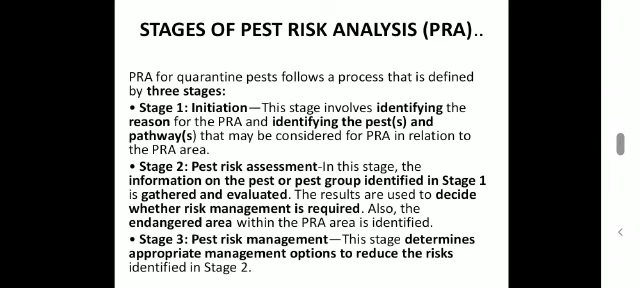 STAGES OF PEST RISK ANALYSIS (PRA)..
PRA for quarantine pests follows a process that is defined
by three stages:
• Stage 1: Initiation—This stage involves identifying the
reason for the PRA and identifying the pest(s) and
pathway(s) that may be considered for PRA in relation to
the PRA area.
• Stage 2: Pest risk assessment-In this stage, the
information on the pest or pest group identified in Stage 1
is gathered and evaluated. The results are used to decide
whether risk management is required. Also, the
endangered area within the PRA area is identified.
• Stage 3: Pest risk management—This stage determines
appropriate management options to reduce the risks
identified in Stage 2.